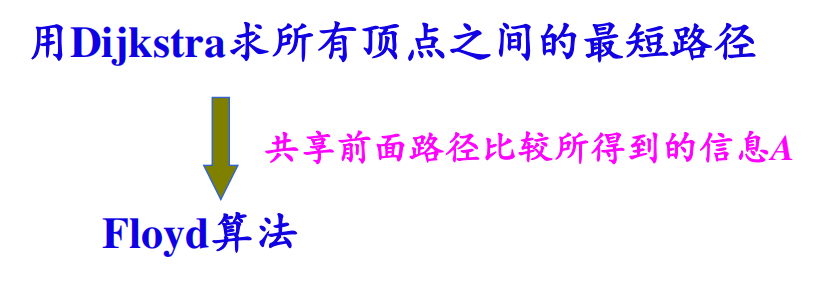 用Dijkstra求所有顶点之间的最短路径
共享前面路径比较所得到的信息A
Floyd算法